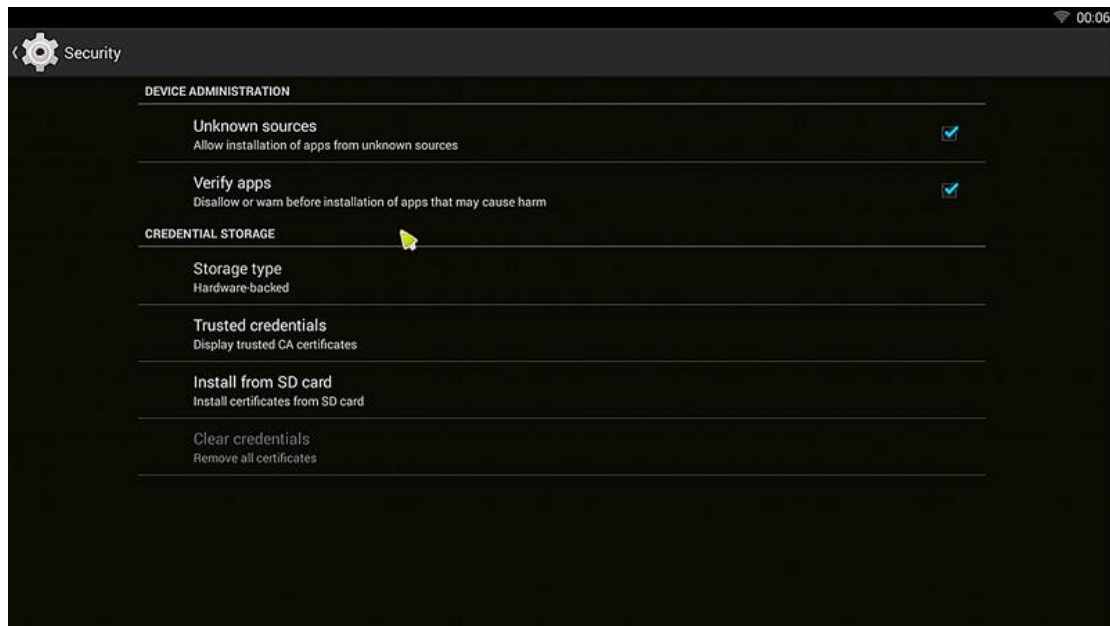 00:06
Security
DEVICE ADMINISTRATION
Unknown sources
Allow installation of apps from unknown sources
Verify apps
Disallow or warn before installation of apps that may cause harm
CREDENTIAL STORAGE
Storage type
Hardware-backed
Trusted credentials
Display trusted CA certificates
Install from SD card
Install certificates from SD card
Clear credentials
Remove all certificates